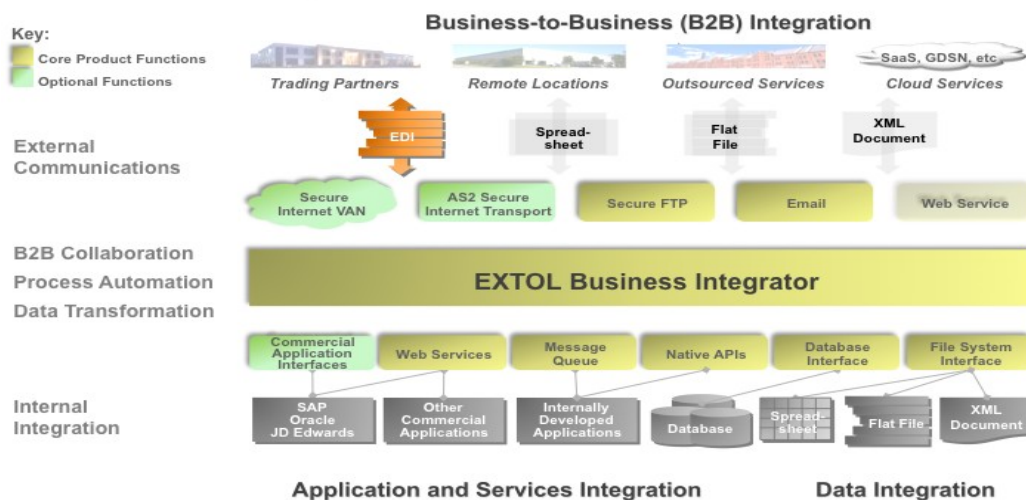 Business-to-Business (B2B) Integration
Key:
Core Product Functions
Optional Functions
SaaS, GDSN, etc
Trading Partners
Remote Locations
Outsourced Services
Cloud Services
External
Communications
EDI
Spread-
sheet
Flat
File
XML
Document
Secure
Internet VAN
AS2 Secure
Internet Transport
Secure FTP
Email
Web Service
B2B Collaboration
Process Automation
Data Transformation
EXTOL Business Integrator
Commercial
Application
Interfaces
Web Services
Message
Queue
Native APIs
Database
Interface
File System
Interface
Internal
Integration
SAP
Oracle
JD Edwards
Other
Commercial
Applications
Internally
Developed
Applications
Database
Spread-
sheet
Flat File
XML
Document
Application and Services Integration
Data Integration